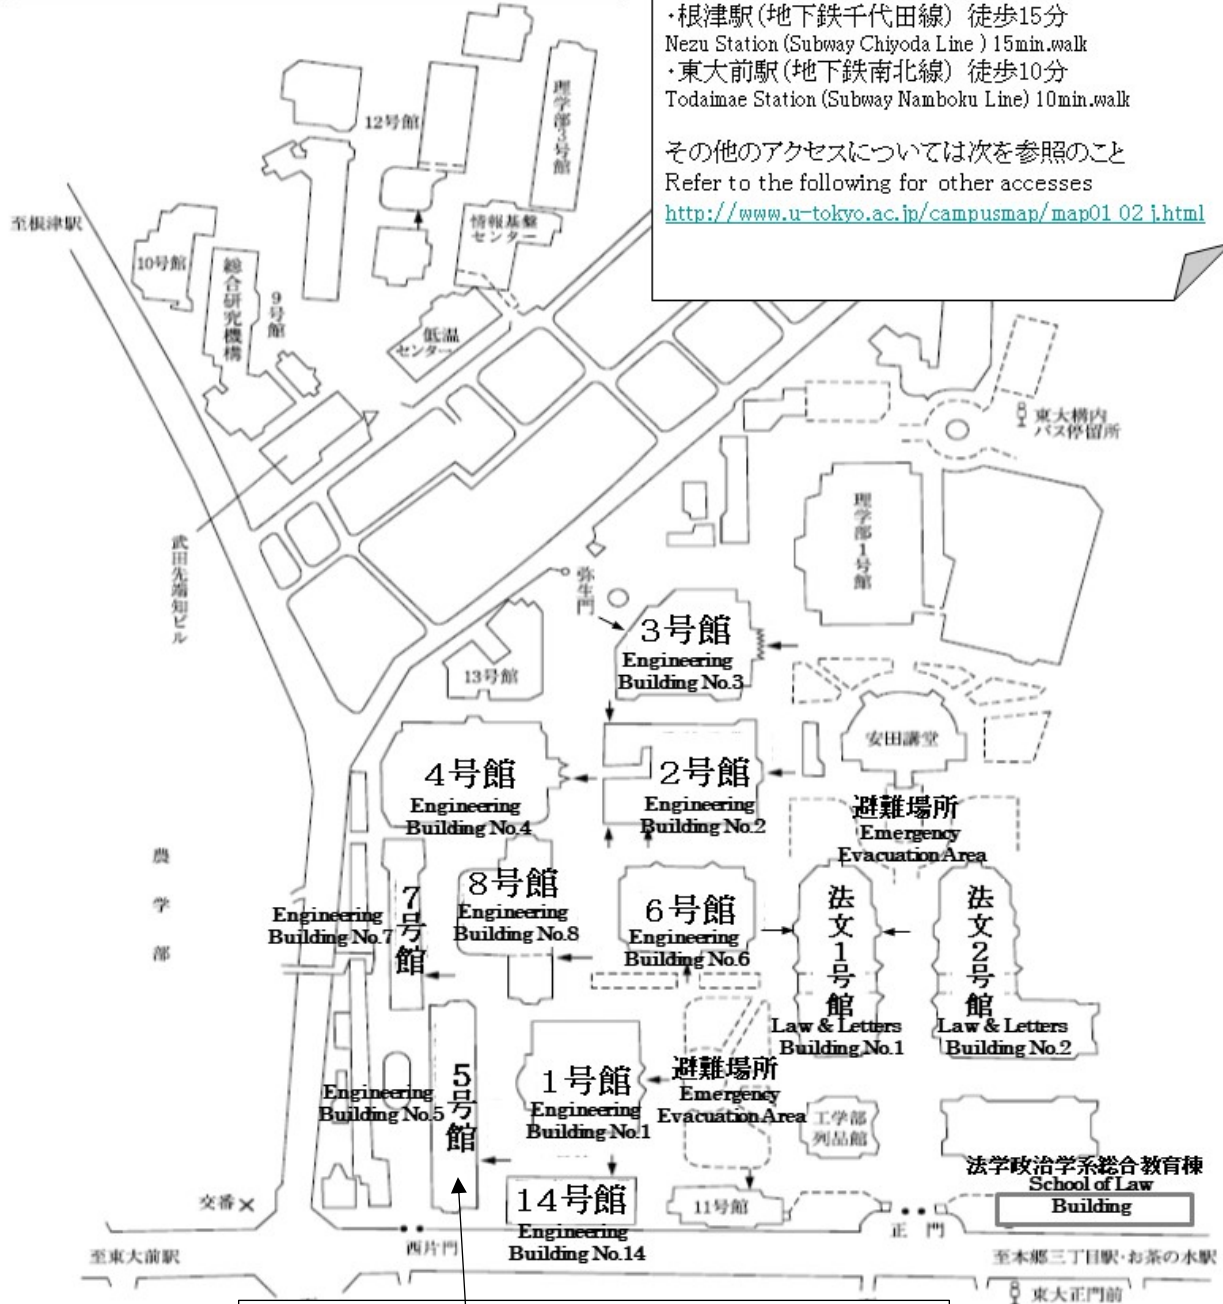 ・根津駅(地下鉄千代田線) 徒歩15分
Nezu Station (Subway Chiyoda Line ) 15min.walk
・東大前駅(地下鉄南北線) 徒歩10分
Todaimae Station (Subway Namboku Line) 10min.walk
その他のアクセスについては次を参照のこと
Refer to the following for other accesses
http://www.u-tokyo.ac.jp/campusmap/map01_02_j.html
理学部3号館
12号館
至根津駅
情報基盤
センター
10号館
総合研究機構
9号館
低温
センター
東大構内
バス停留所
理学部1号館
武田先端知ビル
弥生門
3号館
Engineering
Building No.3
13号館
安田講堂
4号館
Engineering
Building No.4
2号館
Engineering
Building No.2
避難場所
Emergency
Evacuation Area
農学部
7号館
Engineering
Building No.7
8号館
Engineering
Building No.8
6号館
Engineering
Building No.6
法文1号館
Law & Letters
Building No.1
法文2号館
Law & Letters
Building No.2
5号館
Engineering
Building No.5
1号館
Engineering
Building No.1
避難場所
Emergency
Evacuation Area
工学部
列品館
法学政治学系総合教育棟
School of Law
Building
交番
14号館
Engineering
Building No.14
11号館
西片門
正門
至東大前駅
至本郷三丁目駅・お茶の水駅
東大正門前